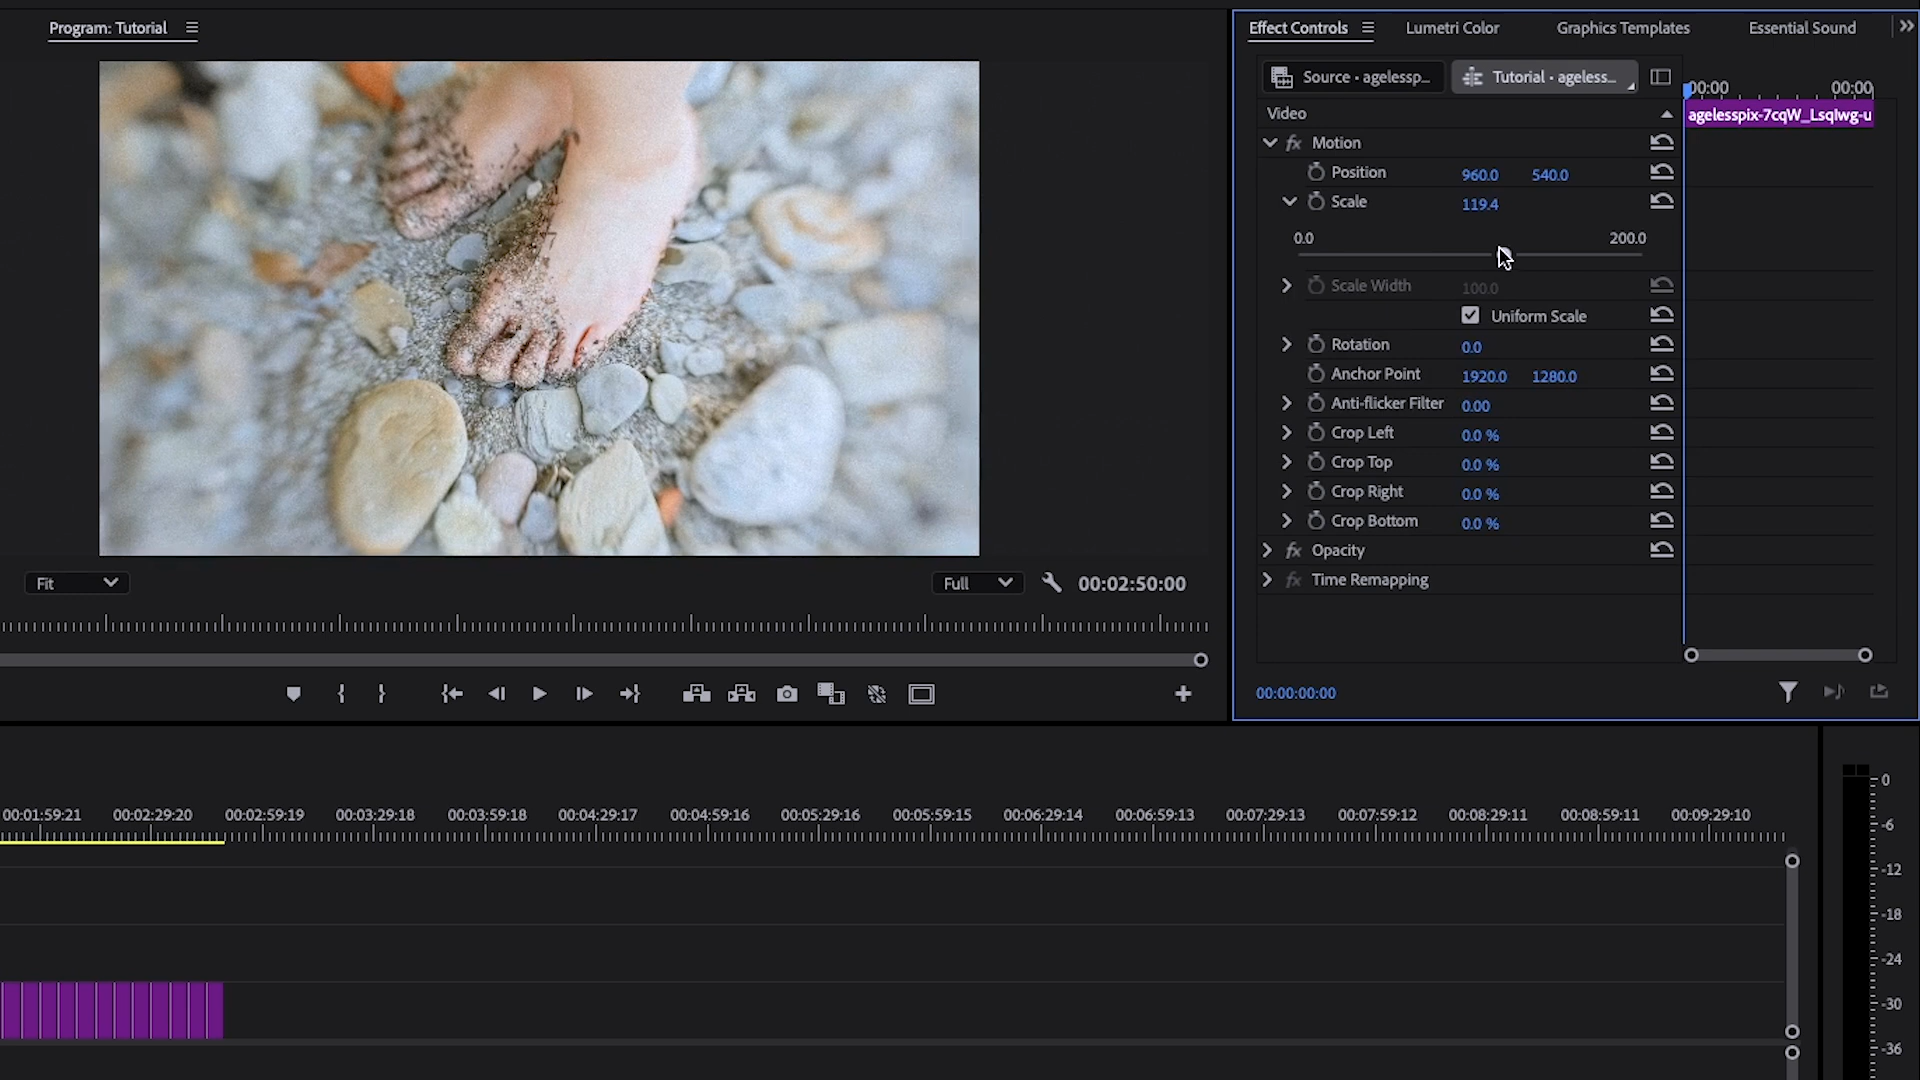 Program: Tutorial
Effect Controls
Lumetri Color
Graphics Templates
Essential Sound
Source · agelessp...
Tutorial · ageless...
00:00
00:00
Video
agelesspix-7cqW_LsqIwg-u
fx Motion
Position 960.0 540.0
Scale 119.4
0.0 200.0
Scale Width 100.0
Uniform Scale
Rotation 0.0
Anchor Point 1920.0 1280.0
Anti-flicker Filter 0.00
Crop Left 0.0 %
Crop Top 0.0 %
Crop Right 0.0 %
Crop Bottom 0.0 %
fx Opacity
fx Time Remapping
Fit
Full
00:02:50:00
00:00:00:00
00:01:59:21 00:02:29:20 00:02:59:19 00:03:29:18 00:03:59:18 00:04:29:17 00:04:59:16 00:05:29:16 00:05:59:15 00:06:29:14 00:06:59:13 00:07:29:13 00:07:59:12 00:08:29:11 00:08:59:11 00:09:29:10
0
-6
-12
-18
-24
-30
-36